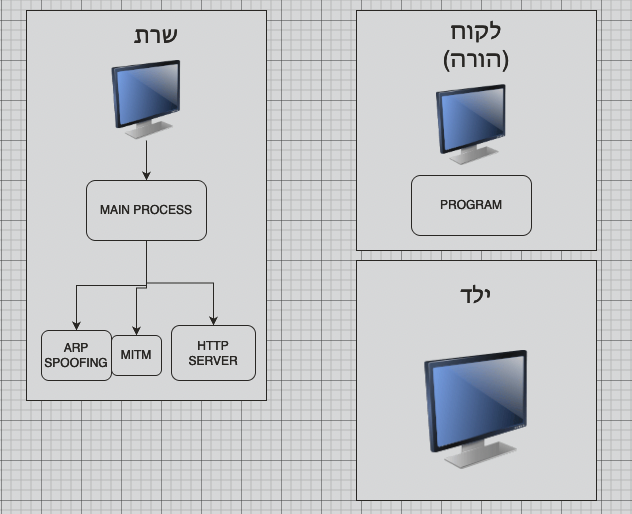 שרת
MAIN PROCESS
ARP
SPOOFING
MITM
HTTP
SERVER
לקוח
(הורה)
PROGRAM
ילד